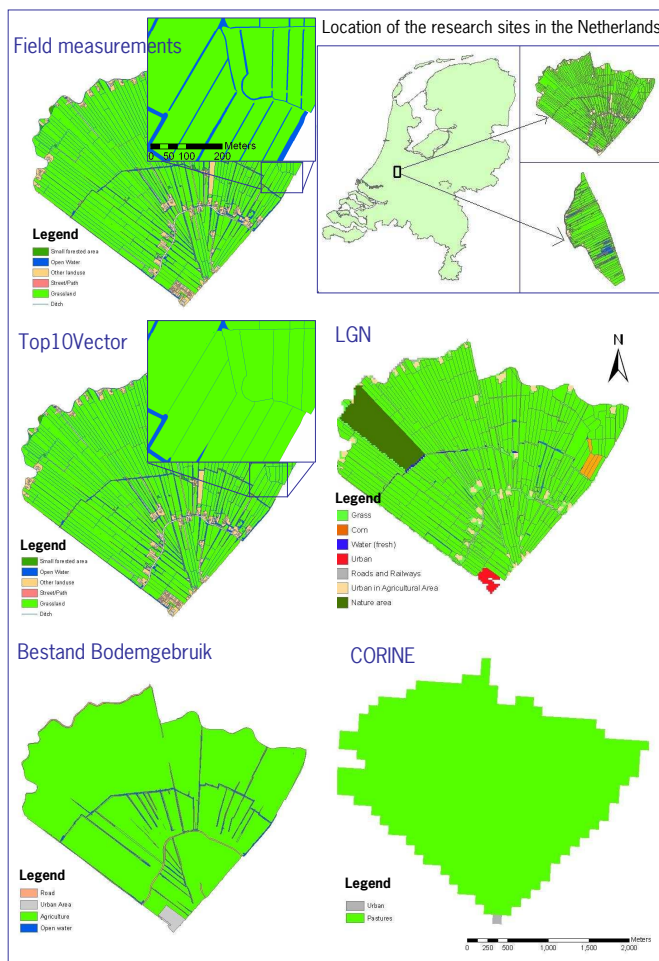 Field measurements
Meters
0 50 100 200
Legend
Small forested area
Open Water
Other landuse
Street/Path
Grassland
Ditch
Location of the research sites in the Netherlands
Top10Vector
Legend
Small forested area
Open Water
Other landuse
Street/Path
Grassland
Ditch
LGN
N
Legend
Grass
Corn
Water (fresh)
Urban
Roads and Railways
Urban in Agricultural Area
Nature area
Bestand Bodemgebruik
Legend
Road
Urban Area
Agriculture
Open water
CORINE
Legend
Urban
Pastures
Meters
0 250 500 1,000 1,500 2,000